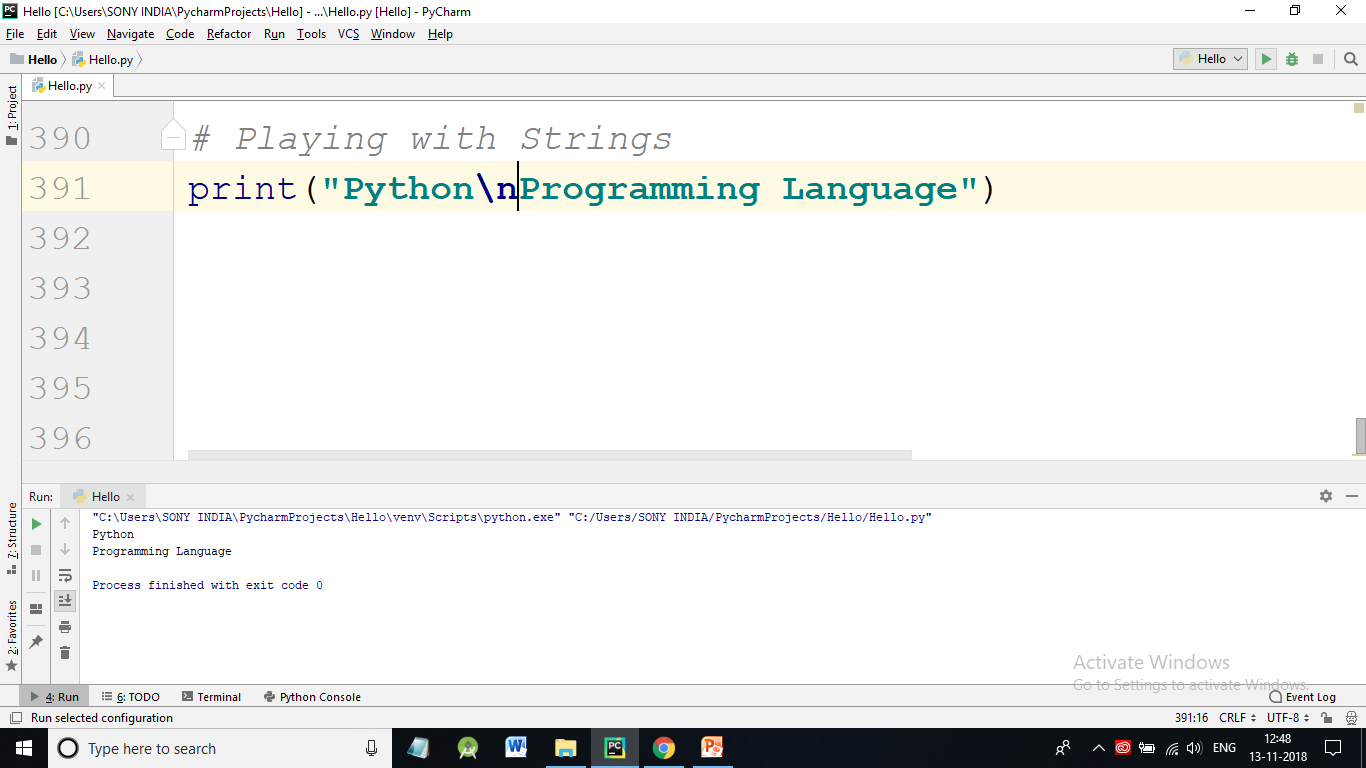 PC Hello [C:\Users\SONY INDIA\PycharmProjects\Hello] - ...\Hello.py [Hello] - PyCharm
File Edit View Navigate Code Refactor Run Tools VCS Window Help
Hello Hello.py Hello
1: Project Hello.py
390 # Playing with Strings
391 print("Python\nProgramming Language")
392
393
394
395
396
Run: Hello
7: Structure
2: Favorites
"C:\Users\SONY INDIA\PycharmProjects\Hello\venv\Scripts\python.exe" "C:/Users/SONY INDIA/PycharmProjects/Hello/Hello.py"
Python
Programming Language
Process finished with exit code 0
Activate Windows
Go to Settings to activate Windows.
4: Run 6: TODO Terminal Python Console Event Log
Run selected configuration 391:16 CRLF UTF-8
Type here to search W PC P ENG 12:48
13-11-2018